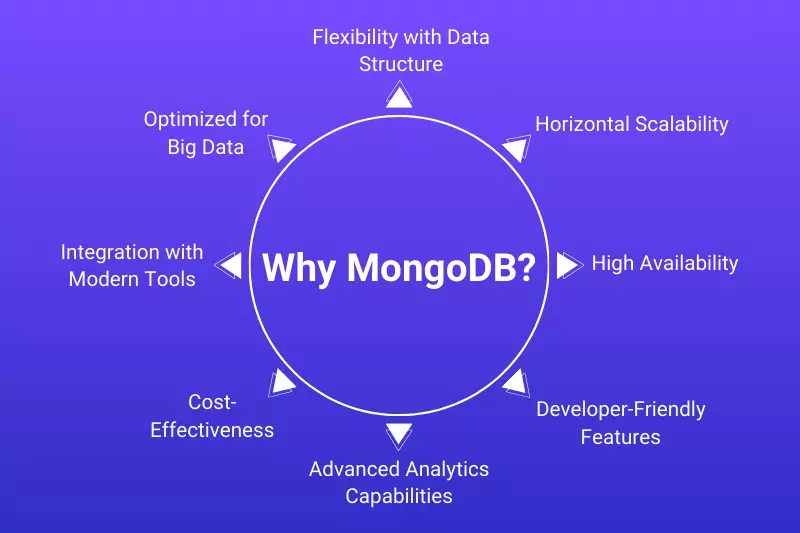 Flexibility with Data
Structure
Optimized for
Big Data
Horizontal Scalability
Integration with
Modern Tools
Why MongoDB?
High Availability
Cost-
Effectiveness
Developer-Friendly
Features
Advanced Analytics
Capabilities